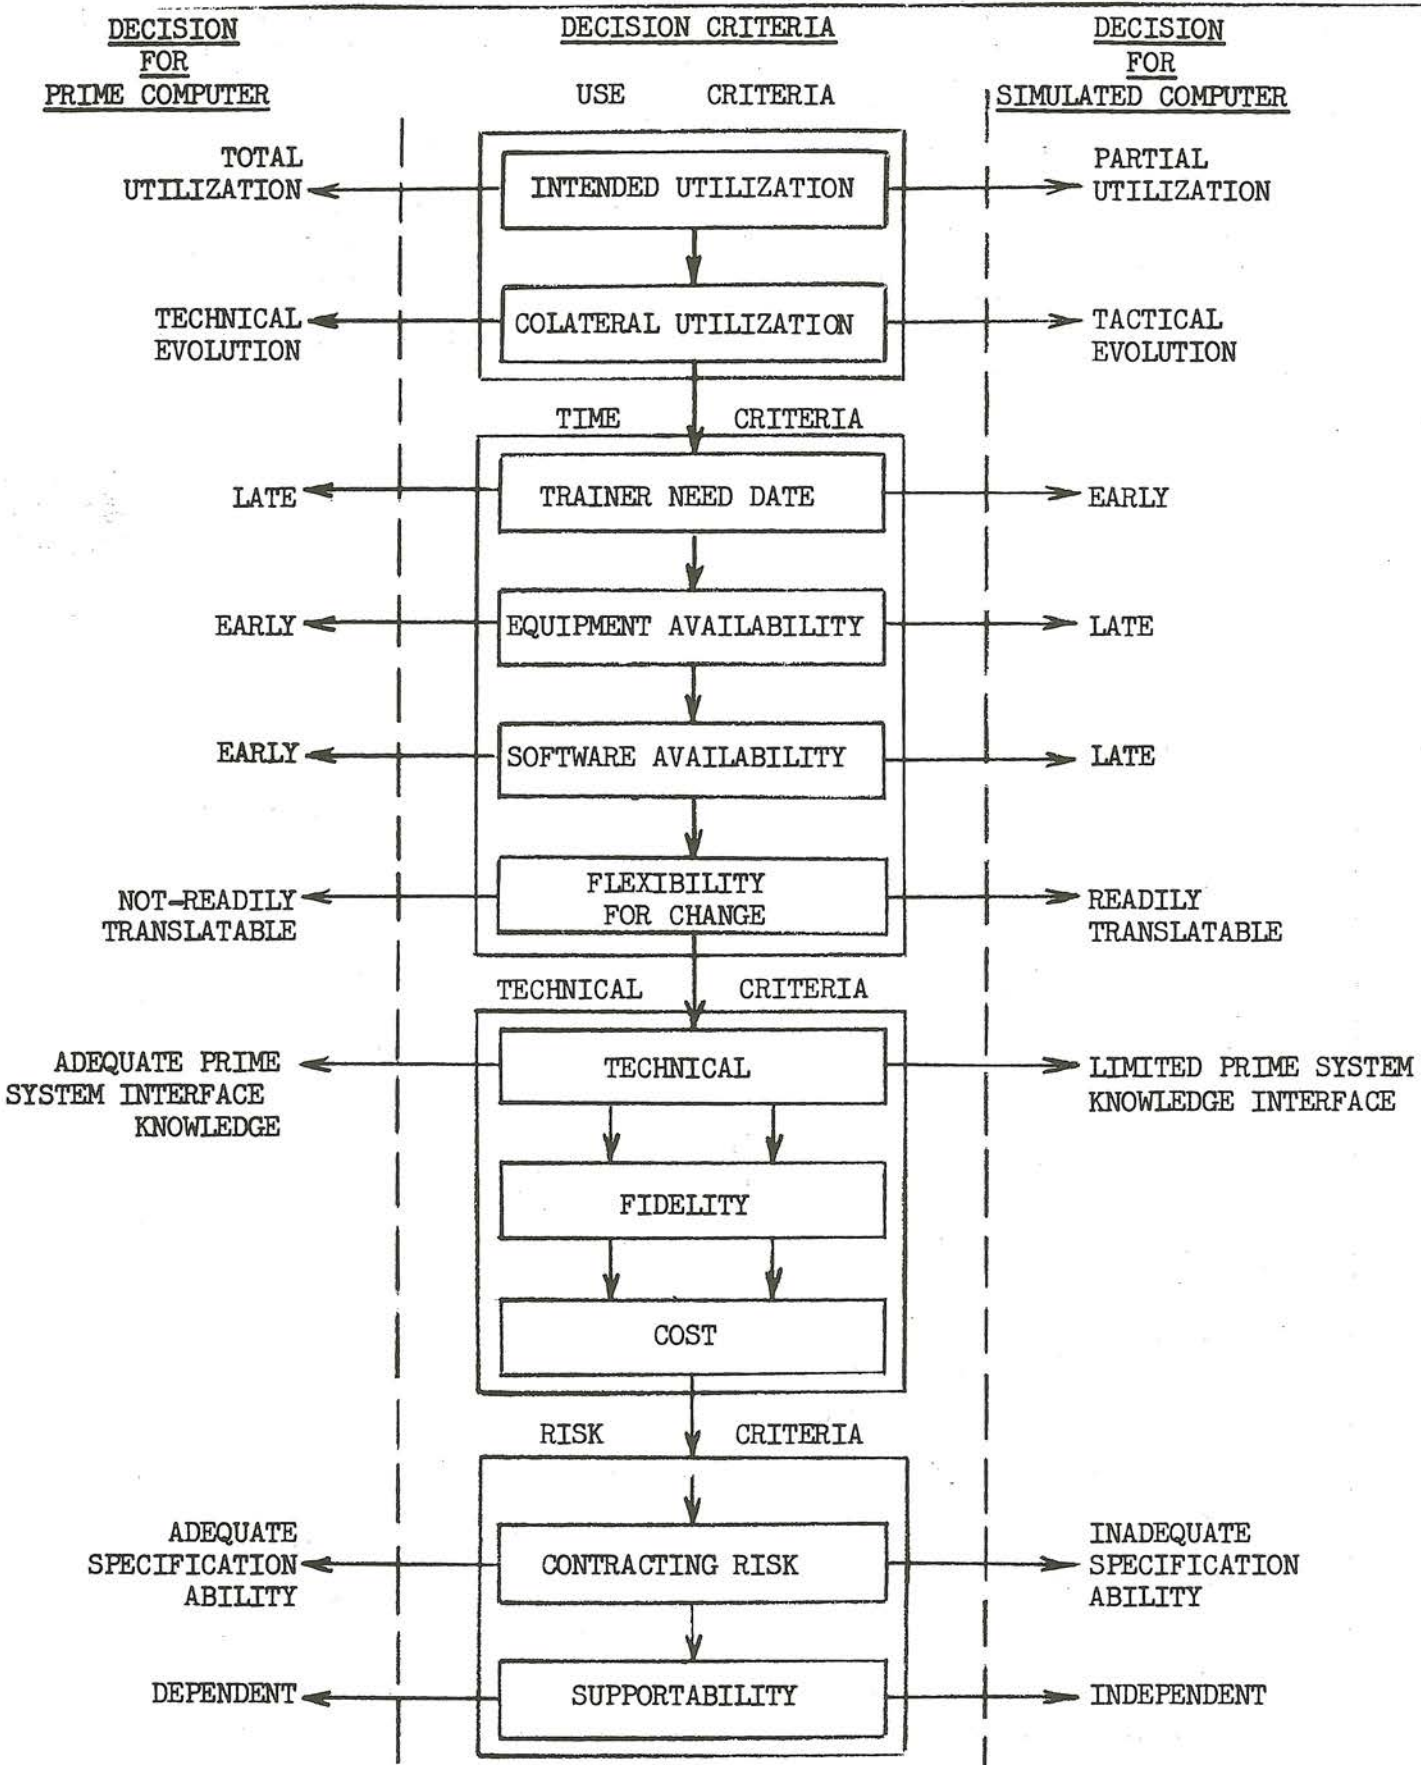 DECISION
FOR
PRIME COMPUTER
DECISION CRITERIA
DECISION
FOR
SIMULATED COMPUTER
USE CRITERIA
TOTAL
UTILIZATION
INTENDED UTILIZATION
PARTIAL
UTILIZATION
TECHNICAL
EVOLUTION
COLATERAL UTILIZATION
TACTICAL
EVOLUTION
TIME CRITERIA
LATE
TRAINER NEED DATE
EARLY
EARLY
EQUIPMENT AVAILABILITY
LATE
EARLY
SOFTWARE AVAILABILITY
LATE
NOT-READILY
TRANSLATABLE
FLEXIBILITY
FOR CHANGE
READILY
TRANSLATABLE
TECHNICAL CRITERIA
ADEQUATE PRIME
SYSTEM INTERFACE
KNOWLEDGE
TECHNICAL
LIMITED PRIME SYSTEM
KNOWLEDGE INTERFACE
FIDELITY
COST
RISK CRITERIA
ADEQUATE
SPECIFICATION
ABILITY
CONTRACTING RISK
INADEQUATE
SPECIFICATION
ABILITY
DEPENDENT
SUPPORTABILITY
INDEPENDENT